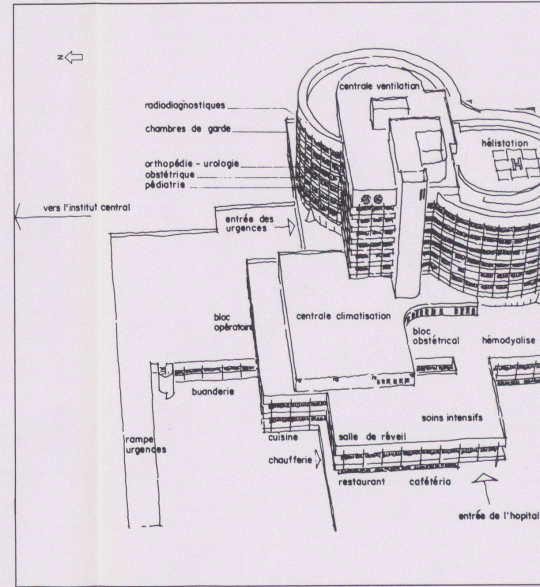 N
centrale ventilation
radiodiagnostiques
chambres de garde
hélistation
H
orthopédie - urologie
obstétrique
pédiatrie
vers l'institut central
entrée des
urgences
bloc
opératoire
centrale climatisation
bloc
obstétrical
hémodyalise
buanderie
soins intensifs
rampe
urgences
cuisine
salle de réveil
chaufferie
restaurant
cafétéria
entrée de l'hopital